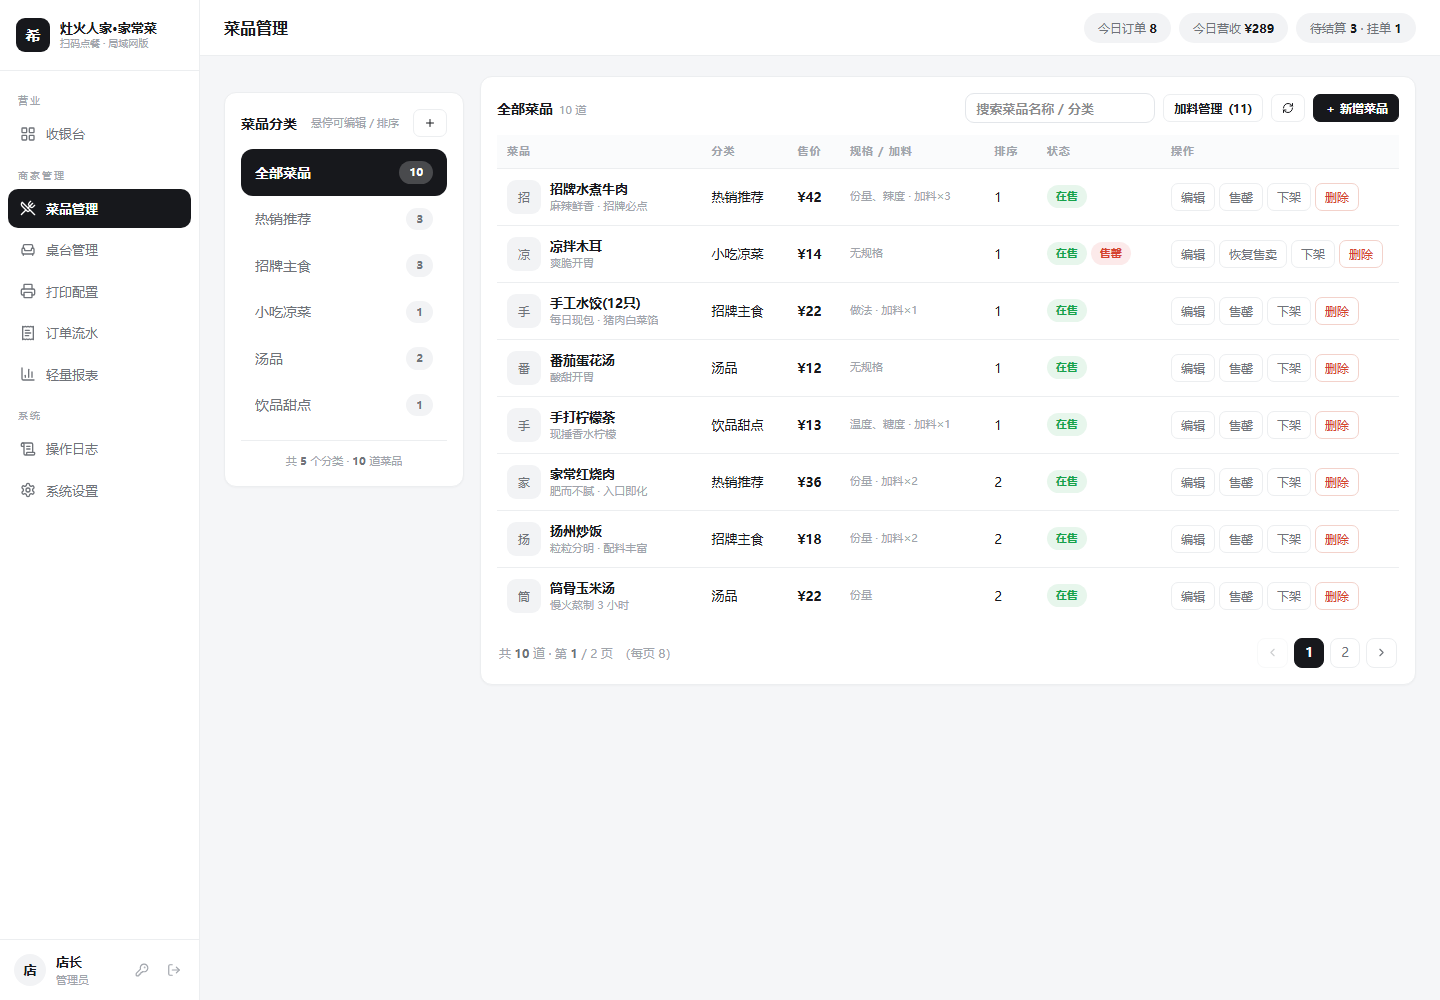 希
灶火人家•家常菜
扫码点餐 · 局域网版
营业
收银台
商家管理
菜品管理
桌台管理
打印配置
订单流水
轻量报表
系统
操作日志
系统设置
店
店长
管理员
菜品管理
今日订单 8
今日营收 ¥289
待结算 3 · 挂单 1
菜品分类 悬停可编辑 / 排序 +
全部菜品 10
热销推荐 3
招牌主食 3
小吃凉菜 1
汤品 2
饮品甜点 1
共 5 个分类 · 10 道菜品
全部菜品 10 道
搜索菜品名称 / 分类
加料管理 (11)
+ 新增菜品
菜品 分类 售价 规格 / 加料 排序 状态 操作
招 招牌水煮牛肉 热销推荐 ¥42 份量、辣度 · 加料×3 1 在售 编辑 售罄 下架 删除
麻辣鲜香 · 招牌必点
凉 凉拌木耳 小吃凉菜 ¥14 无规格 1 在售 售罄 编辑 恢复售卖 下架 删除
爽脆开胃
手 手工水饺(12只) 招牌主食 ¥22 做法 · 加料×1 1 在售 编辑 售罄 下架 删除
每日现包 · 猪肉白菜馅
番 番茄蛋花汤 汤品 ¥12 无规格 1 在售 编辑 售罄 下架 删除
酸甜开胃
手 手打柠檬茶 饮品甜点 ¥13 温度、糖度 · 加料×1 1 在售 编辑 售罄 下架 删除
现捶香水柠檬
家 家常红烧肉 热销推荐 ¥36 份量 · 加料×2 2 在售 编辑 售罄 下架 删除
肥而不腻 · 入口即化
扬 扬州炒饭 招牌主食 ¥18 份量 · 加料×2 2 在售 编辑 售罄 下架 删除
粒粒分明 · 配料丰富
筒 筒骨玉米汤 汤品 ¥22 份量 2 在售 编辑 售罄 下架 删除
慢火熬制 3 小时
共 10 道 · 第 1 / 2 页 (每页 8)
‹ 1 2 ›